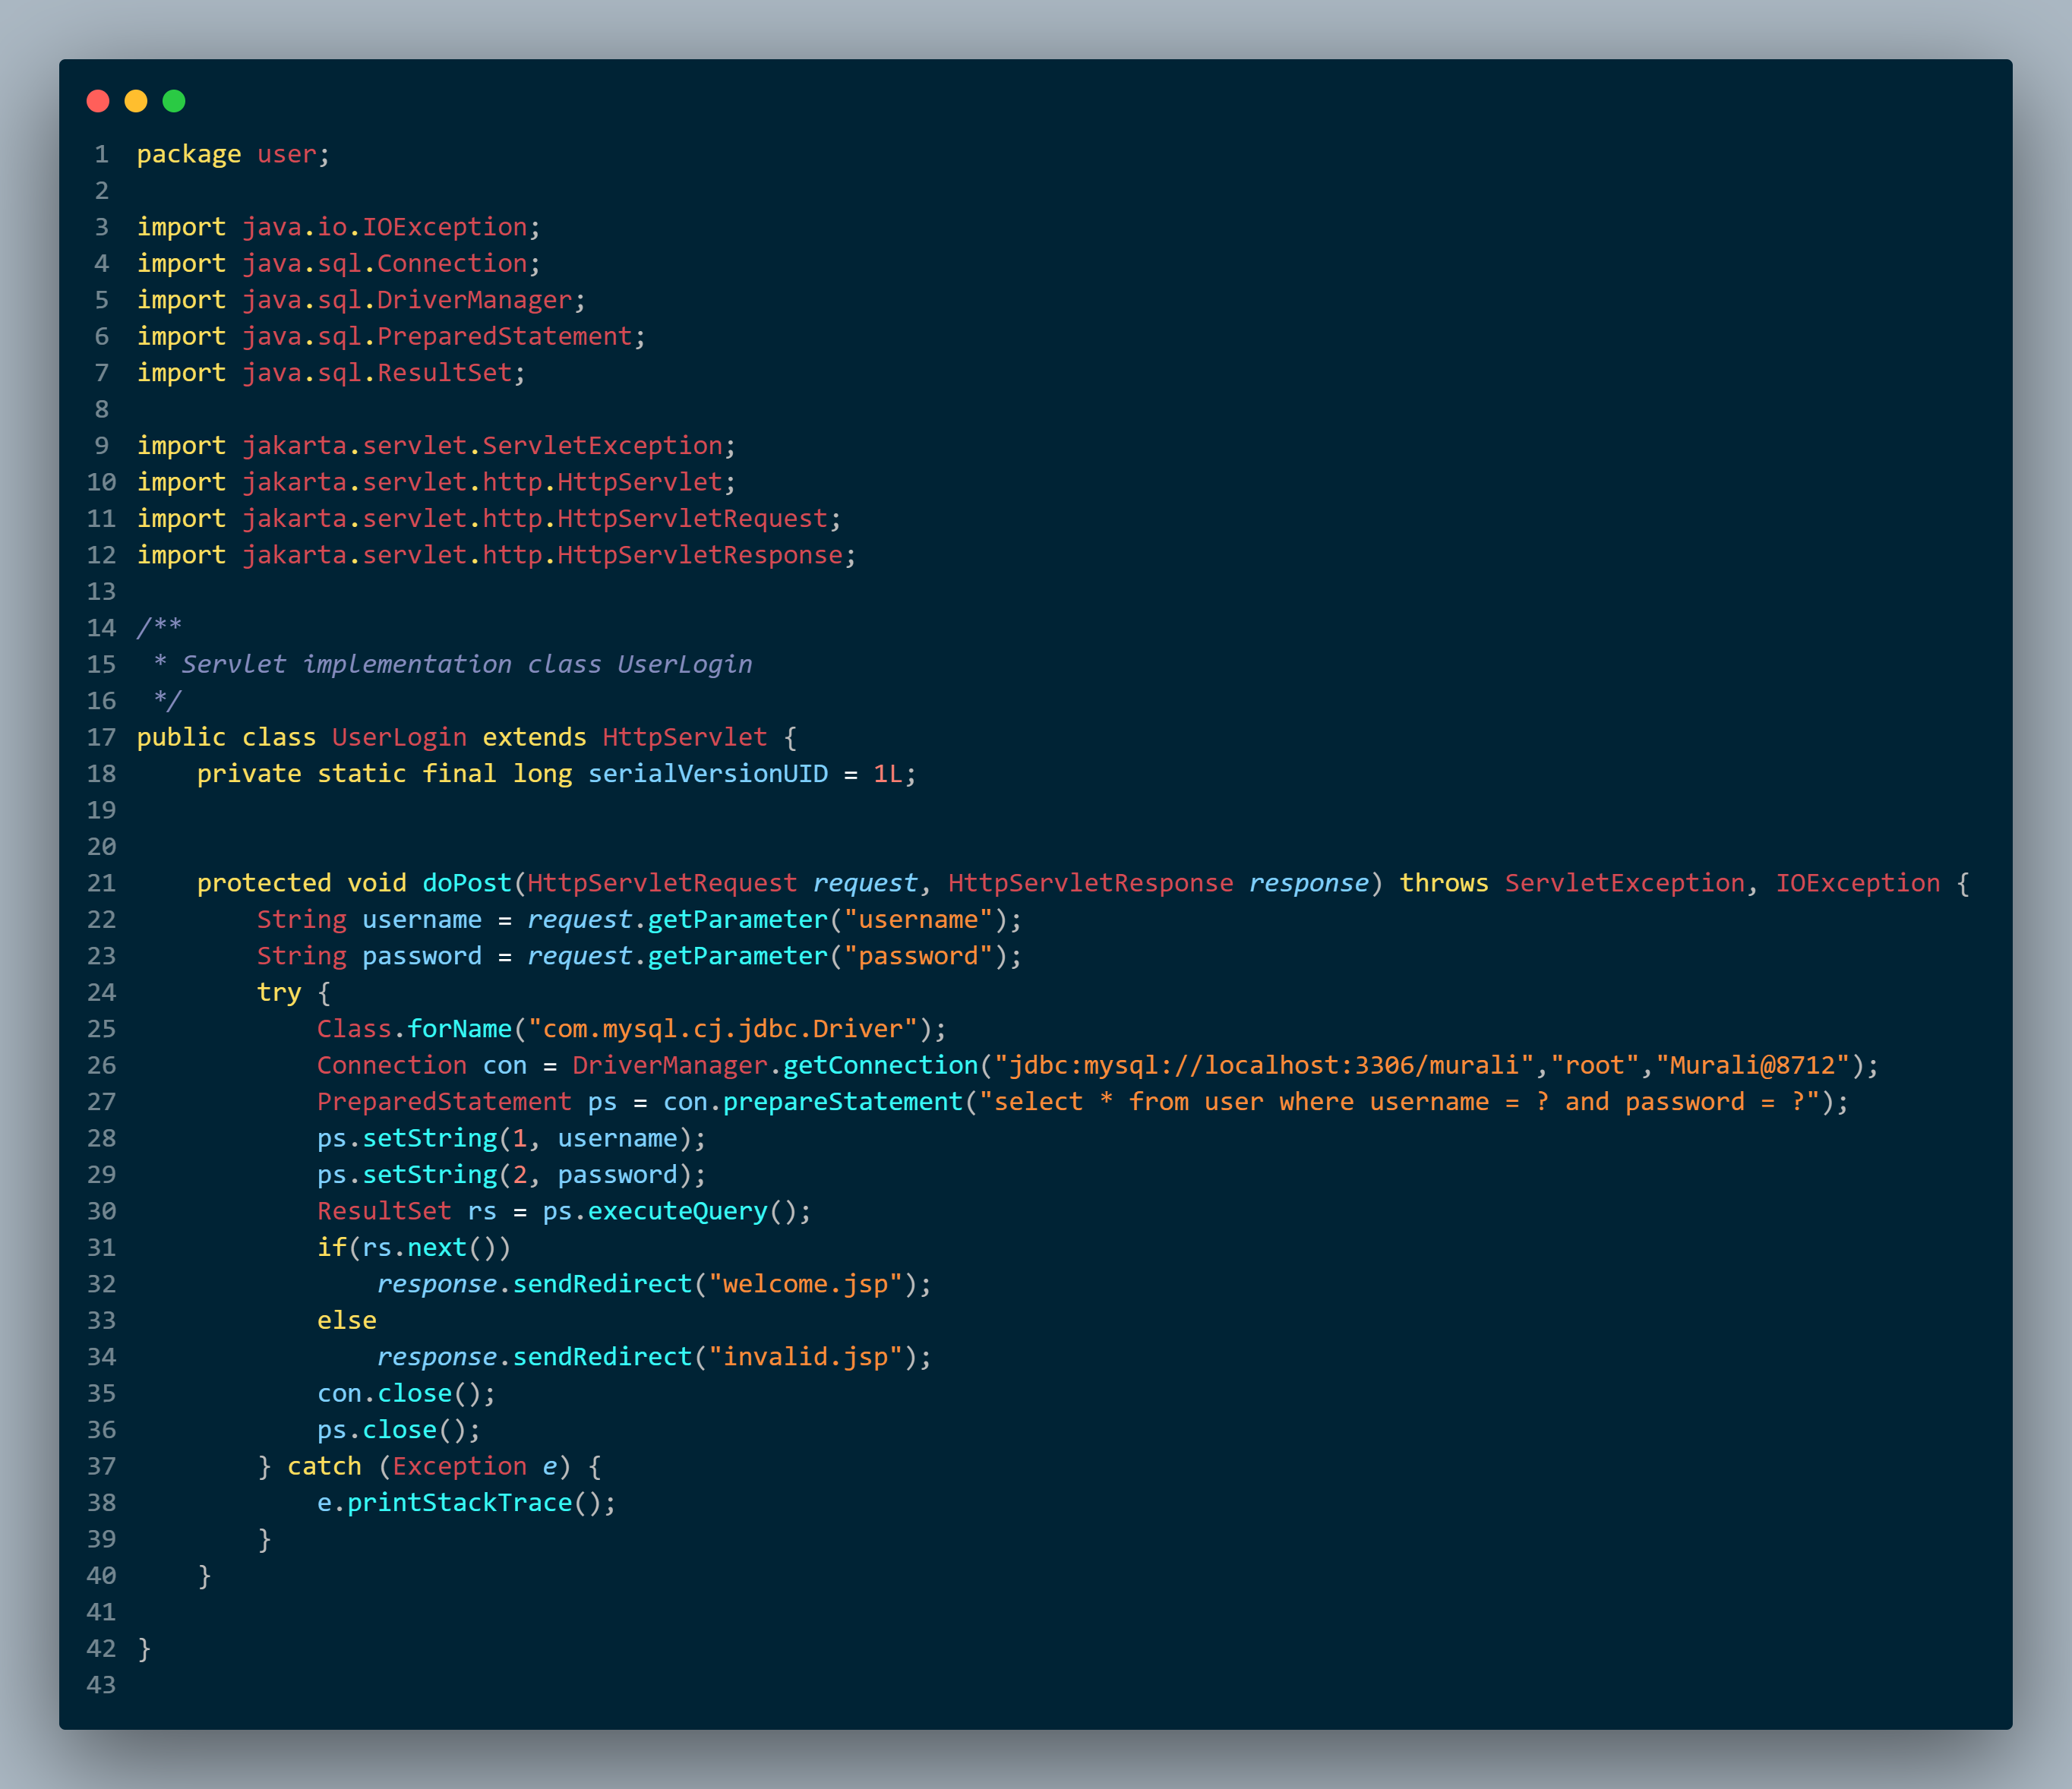 1 package user;
2
3 import java.io.IOException;
4 import java.sql.Connection;
5 import java.sql.DriverManager;
6 import java.sql.PreparedStatement;
7 import java.sql.ResultSet;
8
9 import jakarta.servlet.ServletException;
10 import jakarta.servlet.http.HttpServlet;
11 import jakarta.servlet.http.HttpServletRequest;
12 import jakarta.servlet.http.HttpServletResponse;
13
14 /**
15  * Servlet implementation class UserLogin
16  */
17 public class UserLogin extends HttpServlet {
18     private static final long serialVersionUID = 1L;
19
20
21     protected void doPost(HttpServletRequest request, HttpServletResponse response) throws ServletException, IOException {
22         String username = request.getParameter("username");
23         String password = request.getParameter("password");
24         try {
25             Class.forName("com.mysql.cj.jdbc.Driver");
26             Connection con = DriverManager.getConnection("jdbc:mysql://localhost:3306/murali","root","Murali@8712");
27             PreparedStatement ps = con.prepareStatement("select * from user where username = ? and password = ?");
28             ps.setString(1, username);
29             ps.setString(2, password);
30             ResultSet rs = ps.executeQuery();
31             if(rs.next())
32                 response.sendRedirect("welcome.jsp");
33             else
34                 response.sendRedirect("invalid.jsp");
35             con.close();
36             ps.close();
37         } catch (Exception e) {
38             e.printStackTrace();
39         }
40     }
41
42 }
43